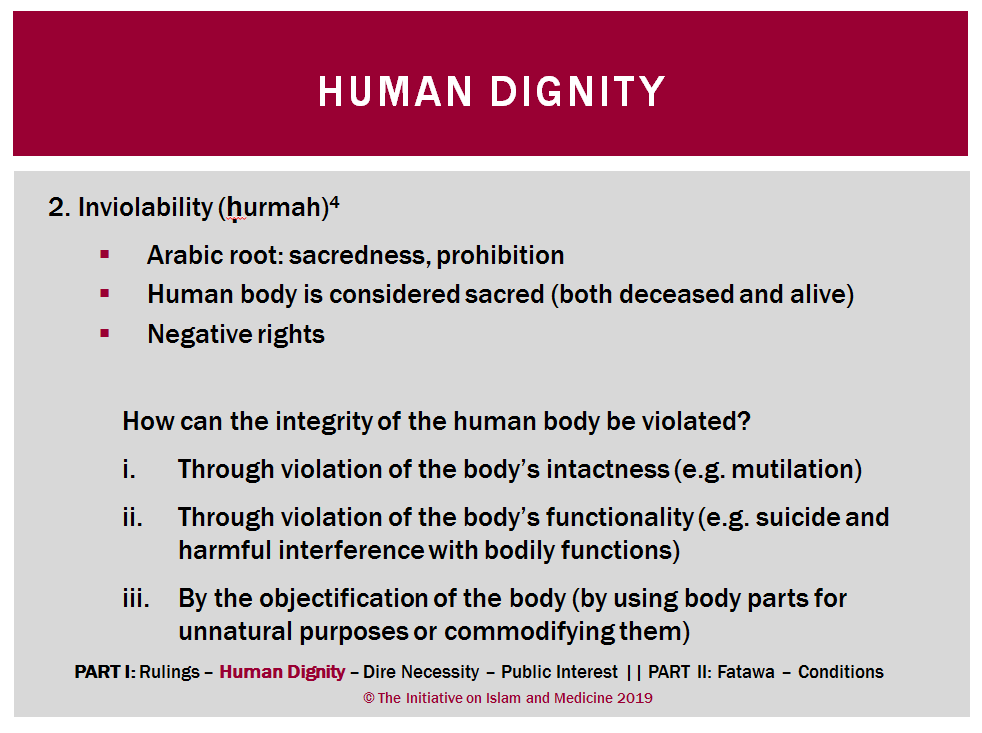 HUMAN DIGNITY
2. Inviolability (ḥurmah)⁴
▪ Arabic root: sacredness, prohibition
▪ Human body is considered sacred (both deceased and alive)
▪ Negative rights
How can the integrity of the human body be violated?
i. Through violation of the body’s intactness (e.g. mutilation)
ii. Through violation of the body’s functionality (e.g. suicide and
harmful interference with bodily functions)
iii. By the objectification of the body (by using body parts for
unnatural purposes or commodifying them)
PART I: Rulings – Human Dignity – Dire Necessity – Public Interest || PART II: Fatawa – Conditions
© The Initiative on Islam and Medicine 2019